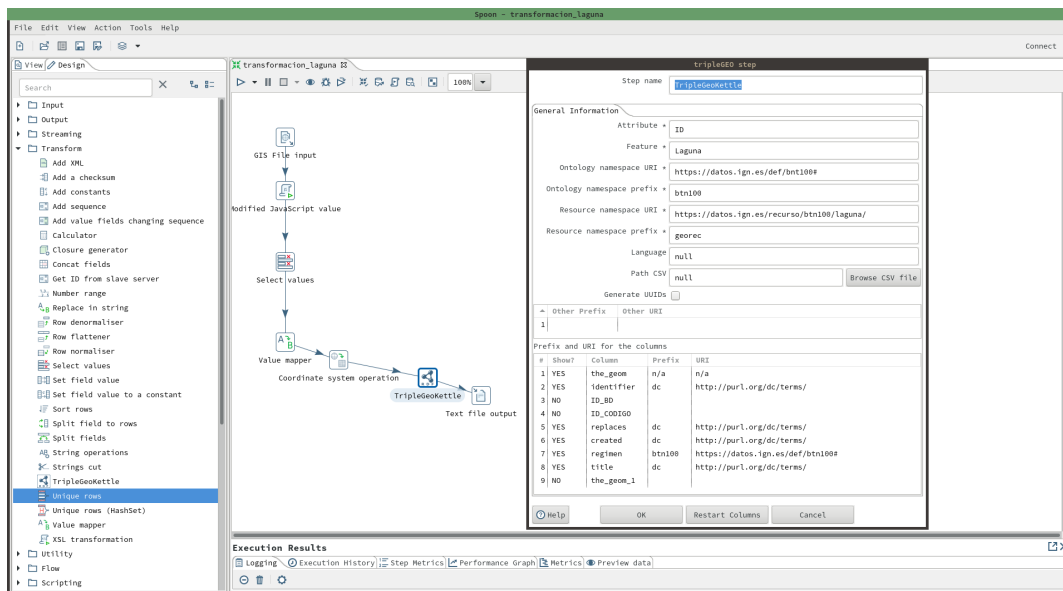 Spoon - transformacion_laguna
File Edit View Action Tools Help
Connect
View Design
Search
Input
Output
Streaming
Transform
Add XML
Add a checksum
Add constants
Add sequence
Add value fields changing sequence
Calculator
Closure generator
Concat fields
Get ID from slave server
Number range
Replace in string
Row denormaliser
Row flattener
Row normaliser
Select values
Set field value
Set field value to a constant
Sort rows
Split field to rows
Split fields
String operations
Strings cut
TripleGeoKettle
Unique rows
Unique rows (HashSet)
Value mapper
XSL transformation
Utility
Flow
Scripting
transformacion_laguna
100%
GIS File input
Modified JavaScript value
Select values
Value mapper
Coordinate system operation
TripleGeoKettle
Text file output
tripleGEO step
Step name TripleGeoKettle
General Information
Attribute * ID
Feature * Laguna
Ontology namespace URI * https://datos.ign.es/def/bnt100#
Ontology namespace prefix * btn100
Resource namespace URI * https://datos.ign.es/recurso/btn100/laguna/
Resource namespace prefix * georec
Language null
Path CSV null Browse CSV file
Generate UUIDs
Other Prefix Other URI
1
Prefix and URI for the columns
# Show? Column Prefix URI
1 YES the_geom n/a n/a
2 YES identifier dc http://purl.org/dc/terms/
3 NO ID_BD
4 NO ID_CODIGO
5 YES replaces dc http://purl.org/dc/terms/
6 YES created dc http://purl.org/dc/terms/
7 YES regimen btn100 https://datos.ign.es/def/btn100#
8 YES title dc http://purl.org/dc/terms/
9 NO the_geom_1
Help OK Restart Columns Cancel
Execution Results
Logging Execution History Step Metrics Performance Graph Metrics Preview data